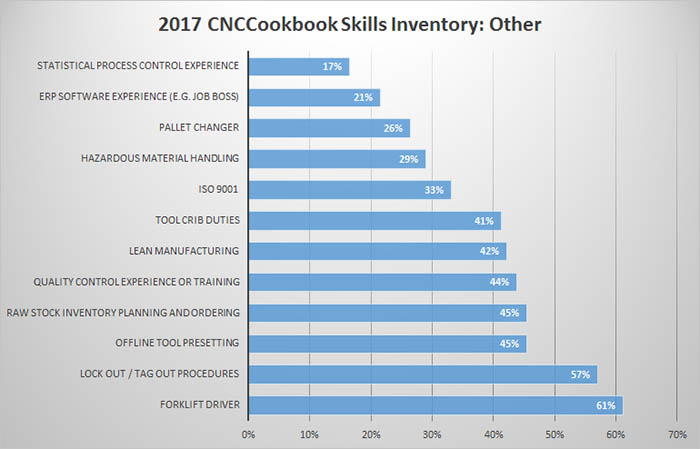 2017 CNCCookbook Skills Inventory: Other
STATISTICAL PROCESS CONTROL EXPERIENCE 17%
ERP SOFTWARE EXPERIENCE (E.G. JOB BOSS) 21%
PALLET CHANGER 26%
HAZARDOUS MATERIAL HANDLING 29%
ISO 9001 33%
TOOL CRIB DUTIES 41%
LEAN MANUFACTURING 42%
QUALITY CONTROL EXPERIENCE OR TRAINING 44%
RAW STOCK INVENTORY PLANNING AND ORDERING 45%
OFFLINE TOOL PRESETTING 45%
LOCK OUT / TAG OUT PROCEDURES 57%
FORKLIFT DRIVER 61%
0% 10% 20% 30% 40% 50% 60% 70%